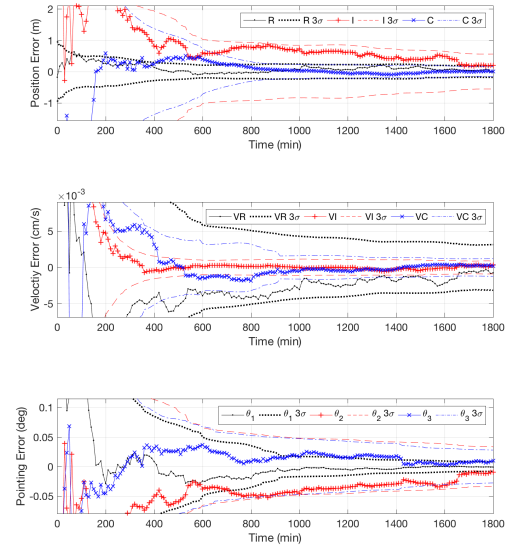 2
1
0
-1
Position Error (m)
R R 3σ I I 3σ C C 3σ
0 200 400 600 800 1000 1200 1400 1600 1800
Time (min)
× 10-3
5
0
-5
Veloctiy Error (cm/s)
VR VR 3σ VI VI 3σ VC VC 3σ
0 200 400 600 800 1000 1200 1400 1600 1800
Time (min)
0.1
0.05
0
-0.05
Pointing Error (deg)
θ1 θ1 3σ θ2 θ2 3σ θ3 θ3 3σ
0 200 400 600 800 1000 1200 1400 1600 1800
Time (min)